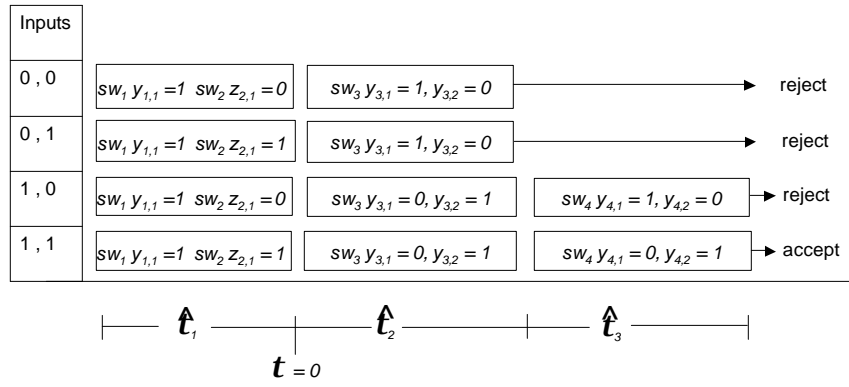 Inputs
0 , 0 sw₁ y₁,₁ =1 sw₂ z₂,₁ =0 sw₃ y₃,₁ = 1, y₃,₂ = 0 reject
0 , 1 sw₁ y₁,₁ =1 sw₂ z₂,₁ = 1 sw₃ y₃,₁ = 1, y₃,₂ = 0 reject
1 , 0 sw₁ y₁,₁ =1 sw₂ z₂,₁ = 0 sw₃ y₃,₁ = 0, y₃,₂ = 1 sw₄ y₄,₁ = 1, y₄,₂ = 0 reject
1 , 1 sw₁ y₁,₁ =1 sw₂ z₂,₁ = 1 sw₃ y₃,₁ = 0, y₃,₂ = 1 sw₄ y₄,₁ = 0, y₄,₂ = 1 accept
t̂₁ t̂₂ t̂₃
t = 0